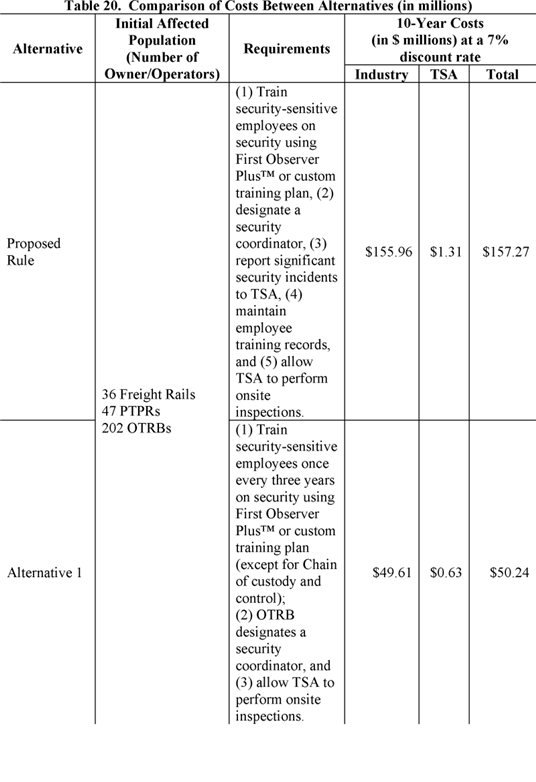 Table 20. Comparison of Costs Between Alternatives (in millions)
Alternative
Initial Affected
Population
(Number of
Owner/Operators)
Requirements
10-Year Costs
(in $ millions) at a 7%
discount rate
Industry TSA Total
Proposed
Rule
36 Freight Rails
47 PTPRs
202 OTRBs
(1) Train
security-sensitive
employees on
security using
First Observer
Plus™ or custom
training plan, (2)
designate a
security
coordinator, (3)
report significant
security incidents
to TSA, (4)
maintain
employee
training records,
and (5) allow
TSA to perform
onsite
inspections.
$155.96 $1.31 $157.27
Alternative 1
(1) Train
security-sensitive
employees once
every three years
on security using
First Observer
Plus™ or custom
training plan
(except for Chain
of custody and
control);
(2) OTRB
designates a
security
coordinator, and
(3) allow TSA to
perform onsite
inspections.
$49.61 $0.63 $50.24